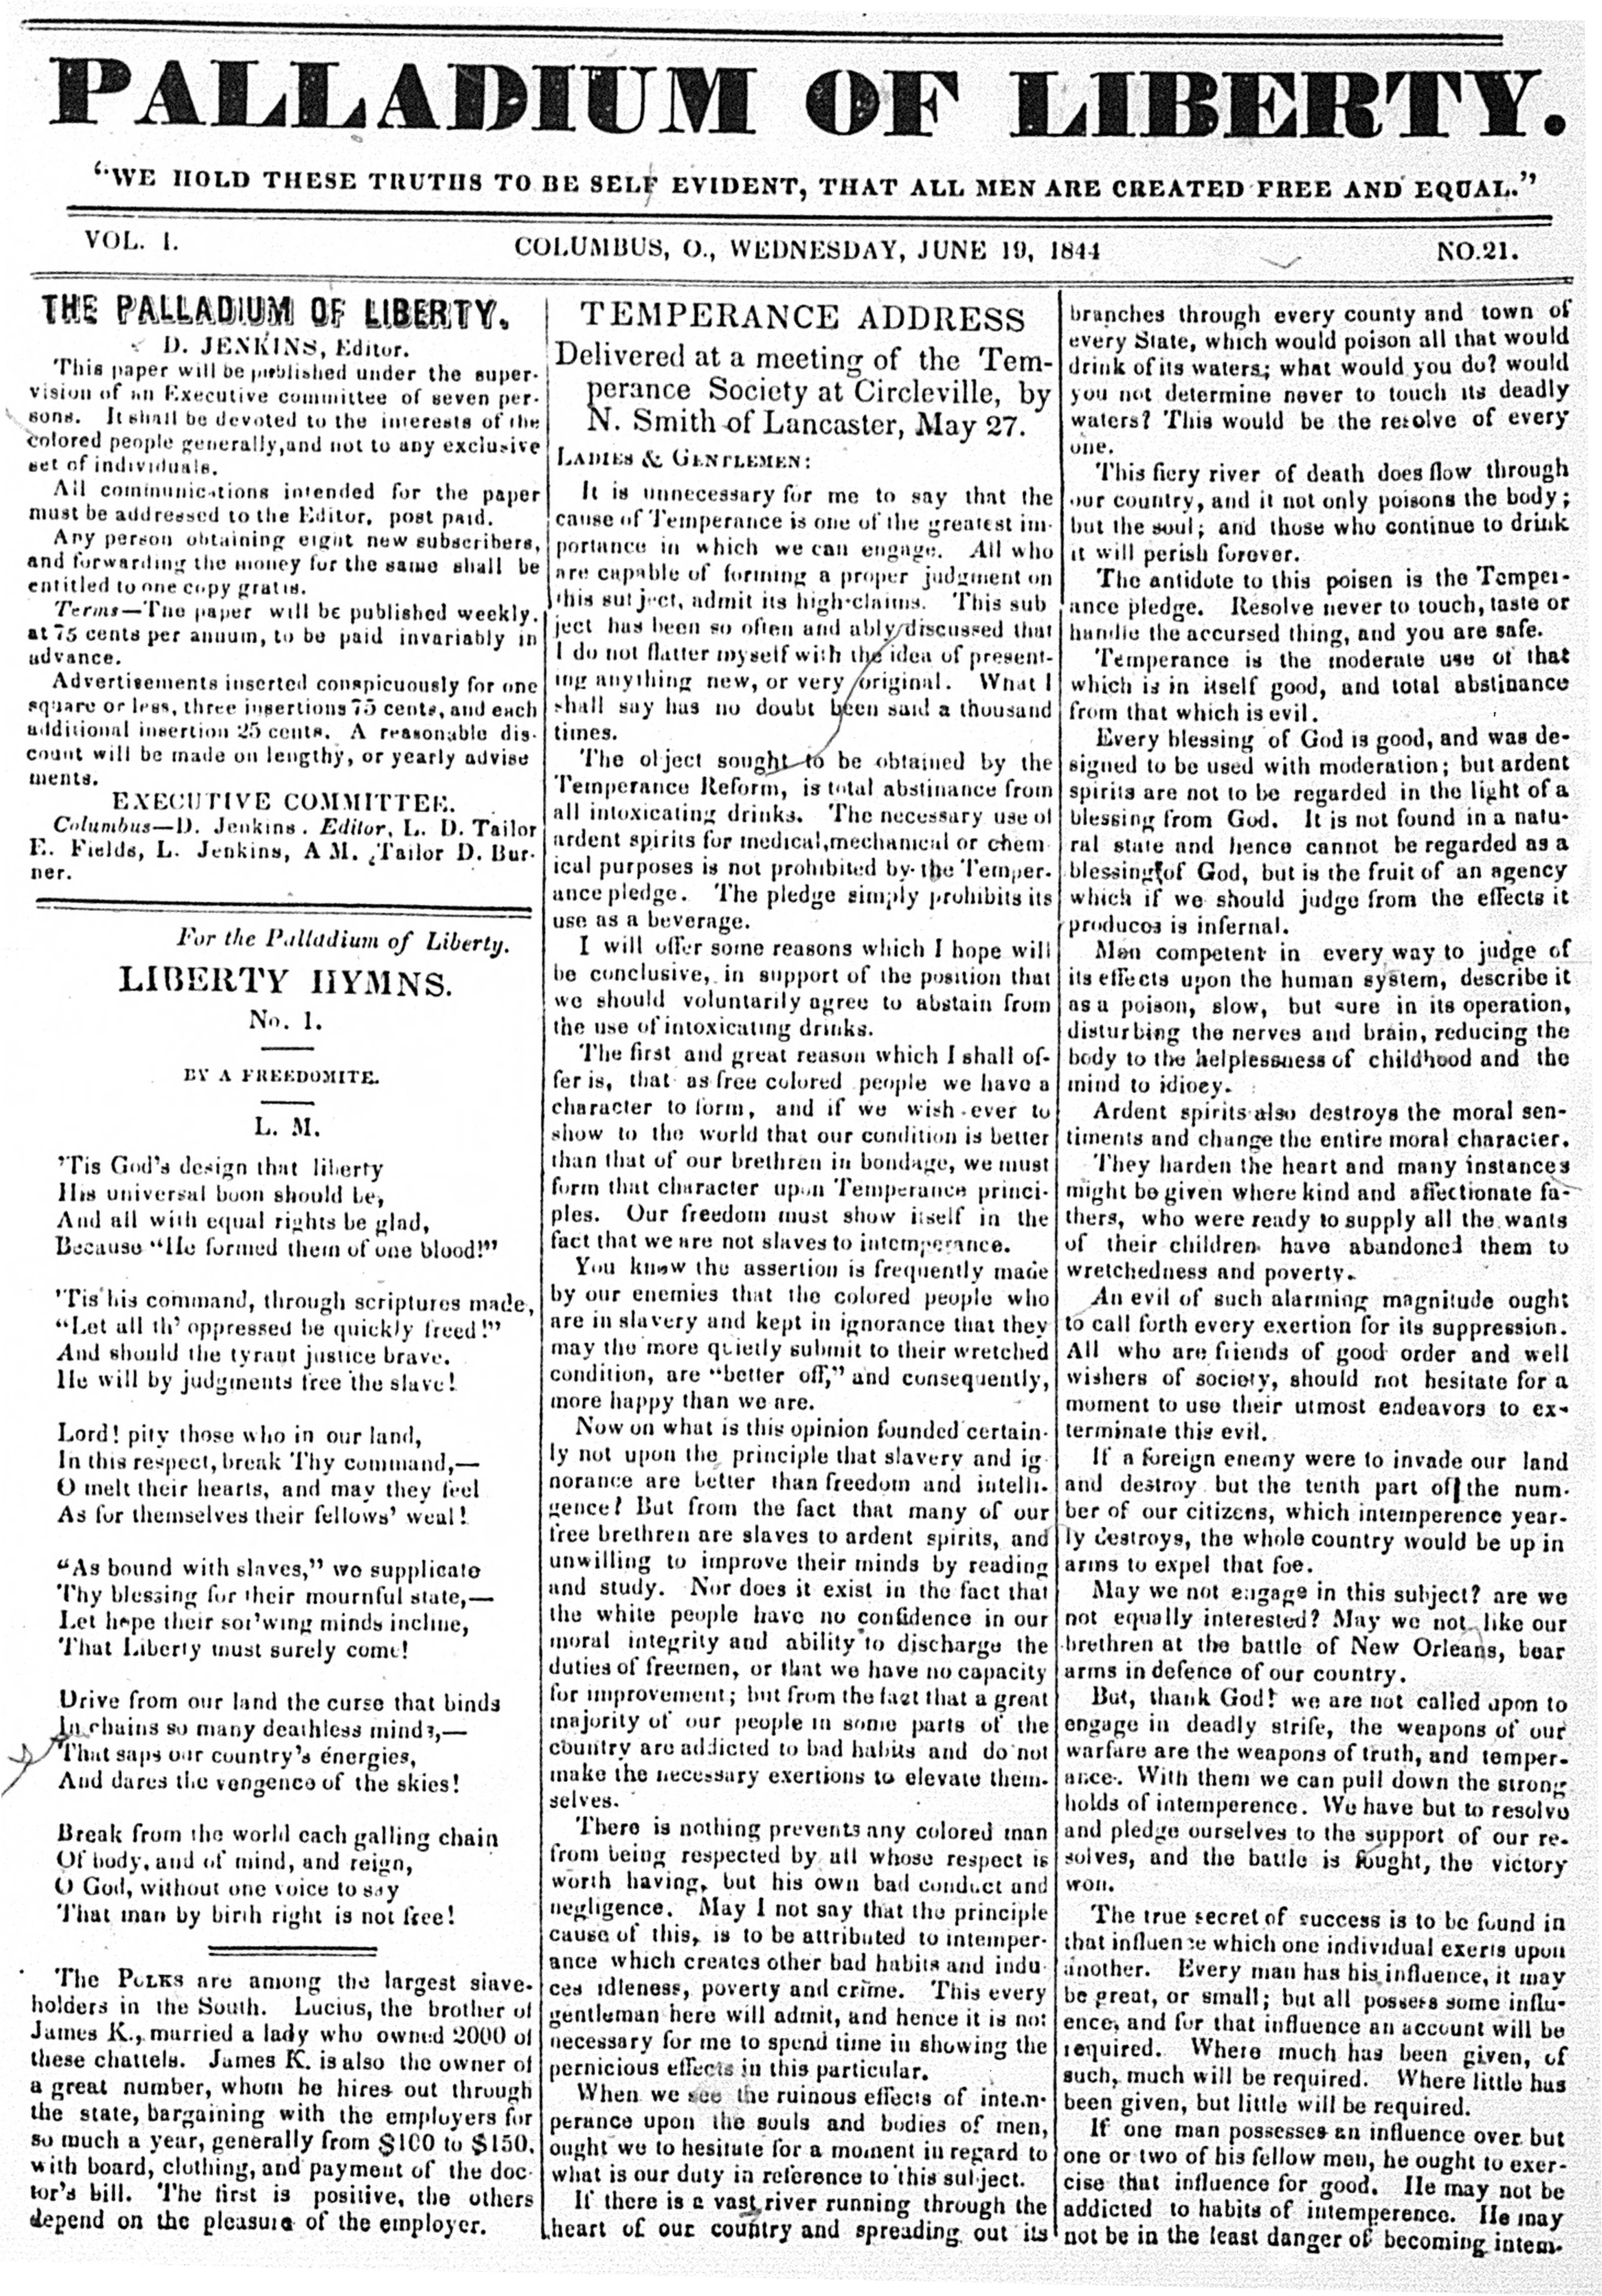 PALLADIUM OF LIBERTY.
"WE HOLD THESE TRUTHS TO BE SELF EVIDENT, THAT ALL MEN ARE CREATED FREE AND EQUAL."
VOL. 1.
COLUMBUS, O., WEDNESDAY, JUNE 19, 1844
NO.21.
THE PALLADIUM OF LIBERTY.
D. JENKINS, Editor.
This paper will be published under the super-
vision of an Executive committee of seven per-
sons. It shall be devoted to the interests of the
colored people generally,and not to any exclusive
set of individuals.
All communications intended for the paper
must be addressed to the Editor, post paid.
Any person obtaining eight new subscribers,
and forwarding the money for the same shall be
entitled to one copy gratis.
Terms—The paper will be published weekly,
at 75 cents per annum, to be paid invariably in
advance.
Advertisements inserted conspicuously for one
square or less, three insertions 75 cents, and each
additional insertion 25 cents. A reasonable dis-
count will be made on lengthy, or yearly advise
ments.
EXECUTIVE COMMITTEE.
Columbus—D. Jenkins. Editor, L. D. Tailor
E. Fields, L. Jenkins, A M. Tailor D. Bur-
ner.
For the Palladium of Liberty.
LIBERTY HYMNS.
No. 1.
BY A FREEDOMITE.
L. M.
'Tis God's design that liberty
His universal boon should be,
And all with equal rights be glad,
Because "He formed them of one blood!"
'Tis his command, through scriptures made,
"Let all th' oppressed be quickly freed!"
And should the tyrant justice brave.
He will by judgments free the slave!
Lord! pity those who in our land,
In this respect, break Thy command,—
O melt their hearts, and may they feel
As for themselves their fellows' weal!
"As bound with slaves," we supplicate
Thy blessing for their mournful state,—
Let hope their sor'wing minds incline,
That Liberty must surely come!
Drive from our land the curse that binds
In chains so many deathless minds,—
That saps our country's energies,
And dares the vengence of the skies!
Break from the world each galling chain
Of body, and of mind, and reign,
O God, without one voice to say
That man by birth right is not free!
The POLKS are among the largest slave-
holders in the South. Lucius, the brother of
James K., married a lady who owned 2000 of
these chattels. James K. is also the owner of
a great number, whom he hires out through
the state, bargaining with the employers for
so much a year, generally from $100 to $150,
with board, clothing, and payment of the doc-
tor's bill. The first is positive, the others
depend on the pleasure of the employer.
TEMPERANCE ADDRESS
Delivered at a meeting of the Tem-
perance Society at Circleville, by
N. Smith of Lancaster, May 27.
LADIES & GENTLEMEN:
It is unnecessary for me to say that the
cause of Temperance is one of the greatest im-
portance in which we can engage. All who
are capable of forming a proper judgment on
this subject, admit its high claims. This sub
ject has been so often and ably discussed that
I do not flatter myself with the idea of present-
ing anything new, or very original. What I
shall say has no doubt been said a thousand
times.
The object sought to be obtained by the
Temperance Reform, is total abstinance from
all intoxicating drinks. The necessary use of
ardent spirits for medical,mechanical or chem
ical purposes is not prohibited by the Temper-
ance pledge. The pledge simply prohibits its
use as a beverage.
I will offer some reasons which I hope will
be conclusive, in support of the position that
we should voluntarily agree to abstain from
the use of intoxicating drinks.
The first and great reason which I shall of-
fer is, that as free colored people we have a
character to form, and if we wish ever to
show to the world that our condition is better
than that of our brethren in bondage, we must
form that character upon Temperance princi-
ples. Our freedom must show itself in the
fact that we are not slaves to intemperance.
You know the assertion is frequently made
by our enemies that the colored people who
are in slavery and kept in ignorance that they
may the more quietly submit to their wretched
condition, are "better off," and consequently,
more happy than we are.
Now on what is this opinion founded certain-
ly not upon the principle that slavery and ig
norance are better than freedom and intelli-
gence? But from the fact that many of our
free brethren are slaves to ardent spirits, and
unwilling to improve their minds by reading
and study. Nor does it exist in the fact that
the white people have no confidence in our
moral integrity and ability to discharge the
duties of freemen, or that we have no capacity
for improvement; but from the fact that a great
majority of our people in some parts of the
country are addicted to bad habits and do not
make the necessary exertions to elevate them-
selves.
There is nothing prevents any colored man
from being respected by all whose respect is
worth having, but his own bad conduct and
negligence. May I not say that the principle
cause of this, is to be attributed to intemper-
ance which creates other bad habits and indu
ces idleness, poverty and crime. This every
gentleman here will admit, and hence it is not
necessary for me to spend time in showing the
pernicious effects in this particular.
When we see the ruinous effects of intem-
perance upon the souls and bodies of men,
ought we to hesitate for a moment in regard to
what is our duty in reference to this subject.
If there is a vast river running through the
heart of our country and spreading out its
branches through every county and town of
every State, which would poison all that would
drink of its waters; what would you do? would
you not determine never to touch its deadly
waters? This would be the resolve of every
one.
This fiery river of death does flow through
our country, and it not only poisons the body;
but the soul; and those who continue to drink
it will perish forever.
The antidote to this poisen is the Temper-
ance pledge. Resolve never to touch, taste or
handle the accursed thing, and you are safe.
Temperance is the moderate use of that
which is in itself good, and total abstinance
from that which is evil.
Every blessing of God is good, and was de-
signed to be used with moderation; but ardent
spirits are not to be regarded in the light of a
blessing from God. It is not found in a natu-
ral state and hence cannot be regarded as a
blessing of God, but is the fruit of an agency
which if we should judge from the effects it
produces is infernal.
Men competent in every way to judge of
its effects upon the human system, describe it
as a poison, slow, but sure in its operation,
disturbing the nerves and brain, reducing the
body to the helplessness of childhood and the
mind to idiocy.
Ardent spirits also destroys the moral sen-
timents and change the entire moral character.
They harden the heart and many instances
might be given where kind and affectionate fa-
thers, who were ready to supply all the wants
of their children have abandoned them to
wretchedness and poverty.
An evil of such alarming magnitude ought
to call forth every exertion for its suppression.
All who are friends of good order and well
wishers of society, should not hesitate for a
moment to use their utmost endeavors to ex-
terminate this evil.
If a foreign enemy were to invade our land
and destroy but the tenth part of the num-
ber of our citizens, which intemperence year-
ly destroys, the whole country would be up in
arms to expel that foe.
May we not engage in this subject? are we
not equally interested? May we not like our
brethren at the battle of New Orleans, bear
arms in defence of our country.
But, thank God! we are not called upon to
engage in deadly strife, the weapons of our
warfare are the weapons of truth, and temper-
ance. With them we can pull down the strong
holds of intemperence. We have but to resolve
and pledge ourselves to the support of our re-
solves, and the battle is fought, the victory
won.
The true secret of success is to be found in
that influence which one individual exerts upon
another. Every man has his influence, it may
be great, or small; but all possess some influ-
ence, and for that influence an account will be
required. Where much has been given, of
such, much will be required. Where little has
been given, but little will be required.
If one man possesses an influence over but
one or two of his fellow men, he ought to exer-
cise that influence for good. He may not be
addicted to habits of intemperence. He may
not be in the least danger of becoming intem-